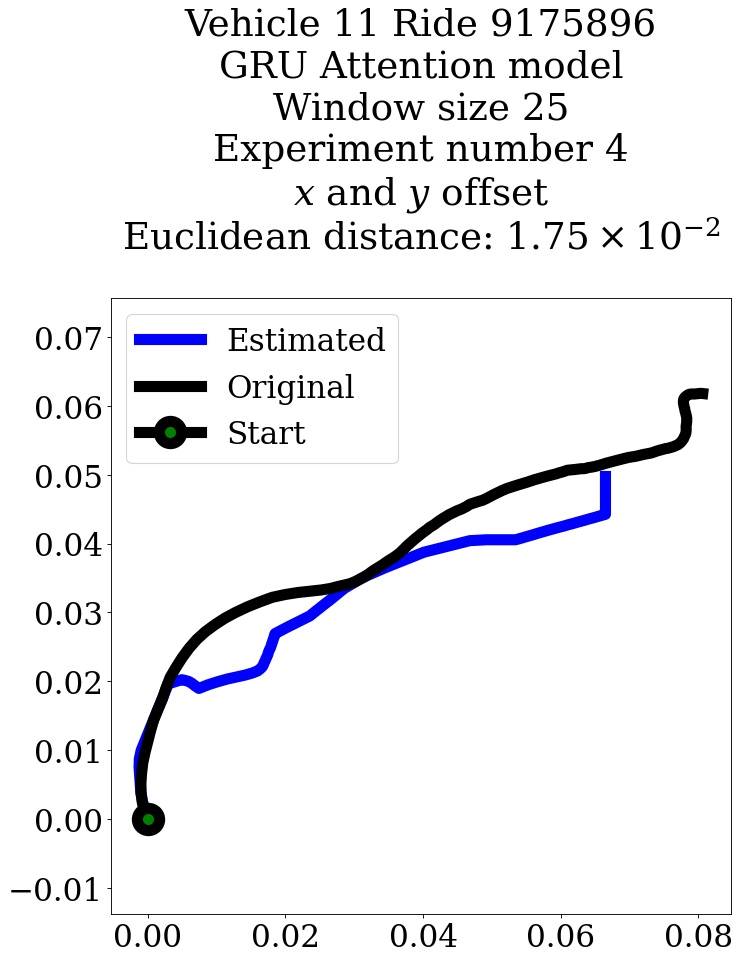 Vehicle 11 Ride 9175896
GRU Attention model
Window size 25
Experiment number 4
x and y offset
Euclidean distance: 1.75 × 10⁻²
Estimated
Original
Start
0.07
0.06
0.05
0.04
0.03
0.02
0.01
0.00
−0.01
0.00 0.02 0.04 0.06 0.08